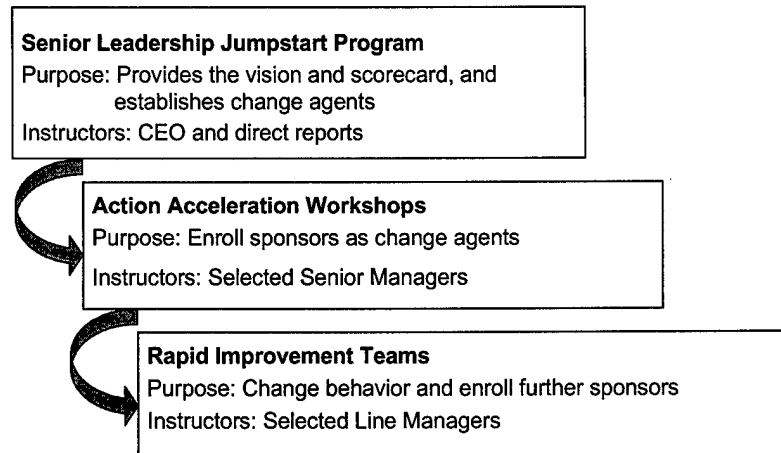 Senior Leadership Jumpstart Program
Purpose: Provides the vision and scorecard, and
establishes change agents
Instructors: CEO and direct reports
Action Acceleration Workshops
Purpose: Enroll sponsors as change agents
Instructors: Selected Senior Managers
Rapid Improvement Teams
Purpose: Change behavior and enroll further sponsors
Instructors: Selected Line Managers